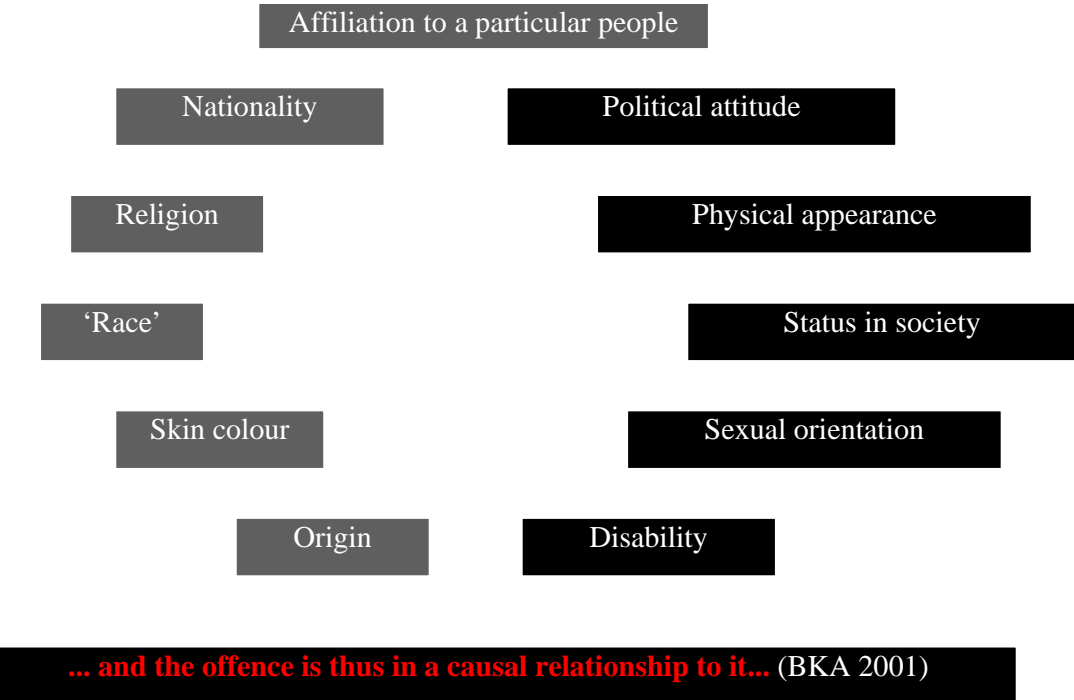 Affiliation to a particular people
Nationality
Political attitude
Religion
Physical appearance
‘Race’
Status in society
Skin colour
Sexual orientation
Origin
Disability
... and the offence is thus in a causal relationship to it... (BKA 2001)